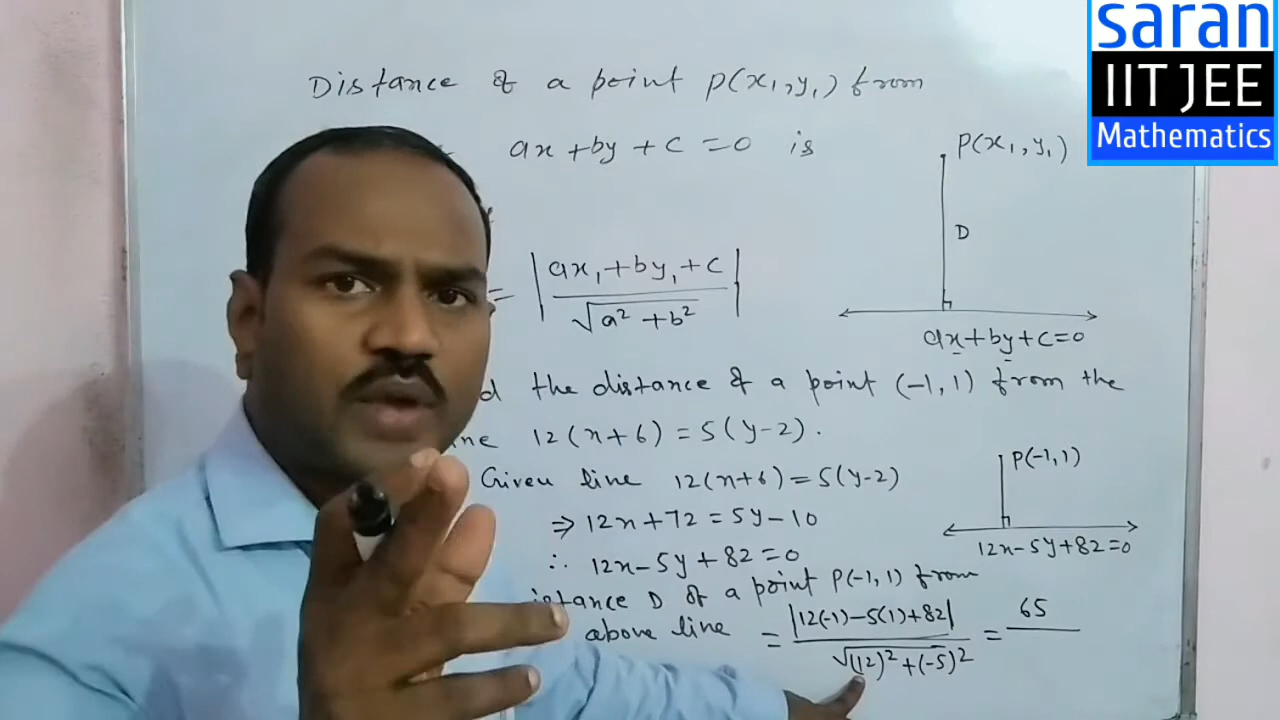 saran
IIT JEE
Mathematics
Distance of a point P(x₁,y₁) from
ax+by+c=0 is
P(x₁,y₁)
D
= |ax₁+by₁+c / √a²+b²|
ax+by+c=0
the distance of a point (-1,1) from the
12(x+6)=5(y-2).
Given line 12(x+6)=5(y-2)
P(-1,1)
⇒12x+72=5y-10
∴ 12x-5y+82=0
12x-5y+82=0
D of a point P(-1,1) from
above line = |12(-1)-5(1)+82| / √(12)²+(-5)² = 65